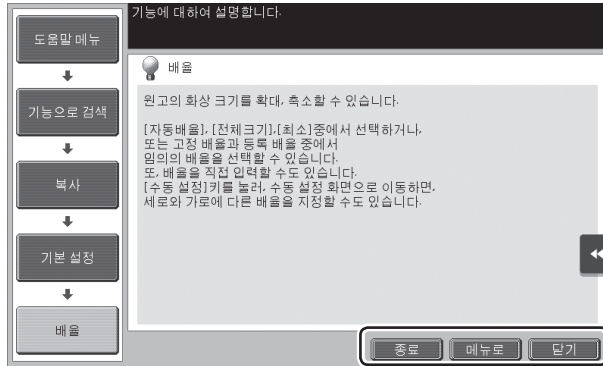 기능에 대하여 설명합니다.
도움말 메뉴
기능으로 검색
복사
기본 설정
배율
배율
원고의 화상 크기를 확대, 축소할 수 있습니다.
[자동배율], [전체크기],[최소]중에서 선택하거나,
또는 고정 배율과 등록 배율 중에서
임의의 배율을 선택할 수 있습니다.
또, 배율을 직접 입력할 수도 있습니다.
[수동 설정]키를 눌러, 수동 설정 화면으로 이동하면,
세로와 가로에 다른 배율을 지정할 수도 있습니다.
종료
메뉴로
닫기